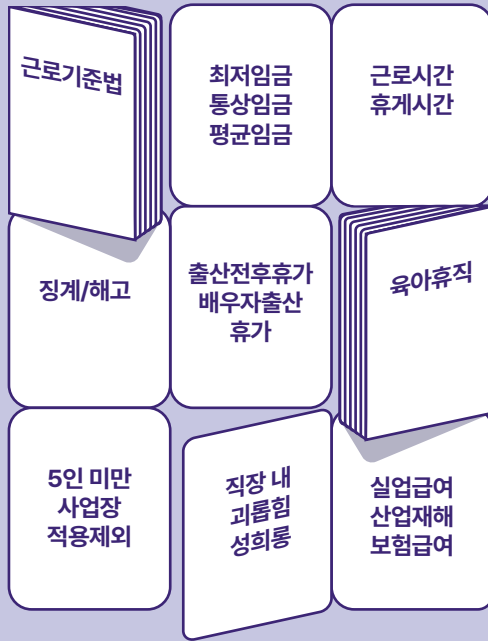 근로기준법
최저임금
통상임금
평균임금
근로시간
휴게시간
징계/해고
출산전후휴가
배우자출산
휴가
육아휴직
5인 미만
사업장
적용제외
직장 내
괴롭힘
성희롱
실업급여
산업재해
보험급여